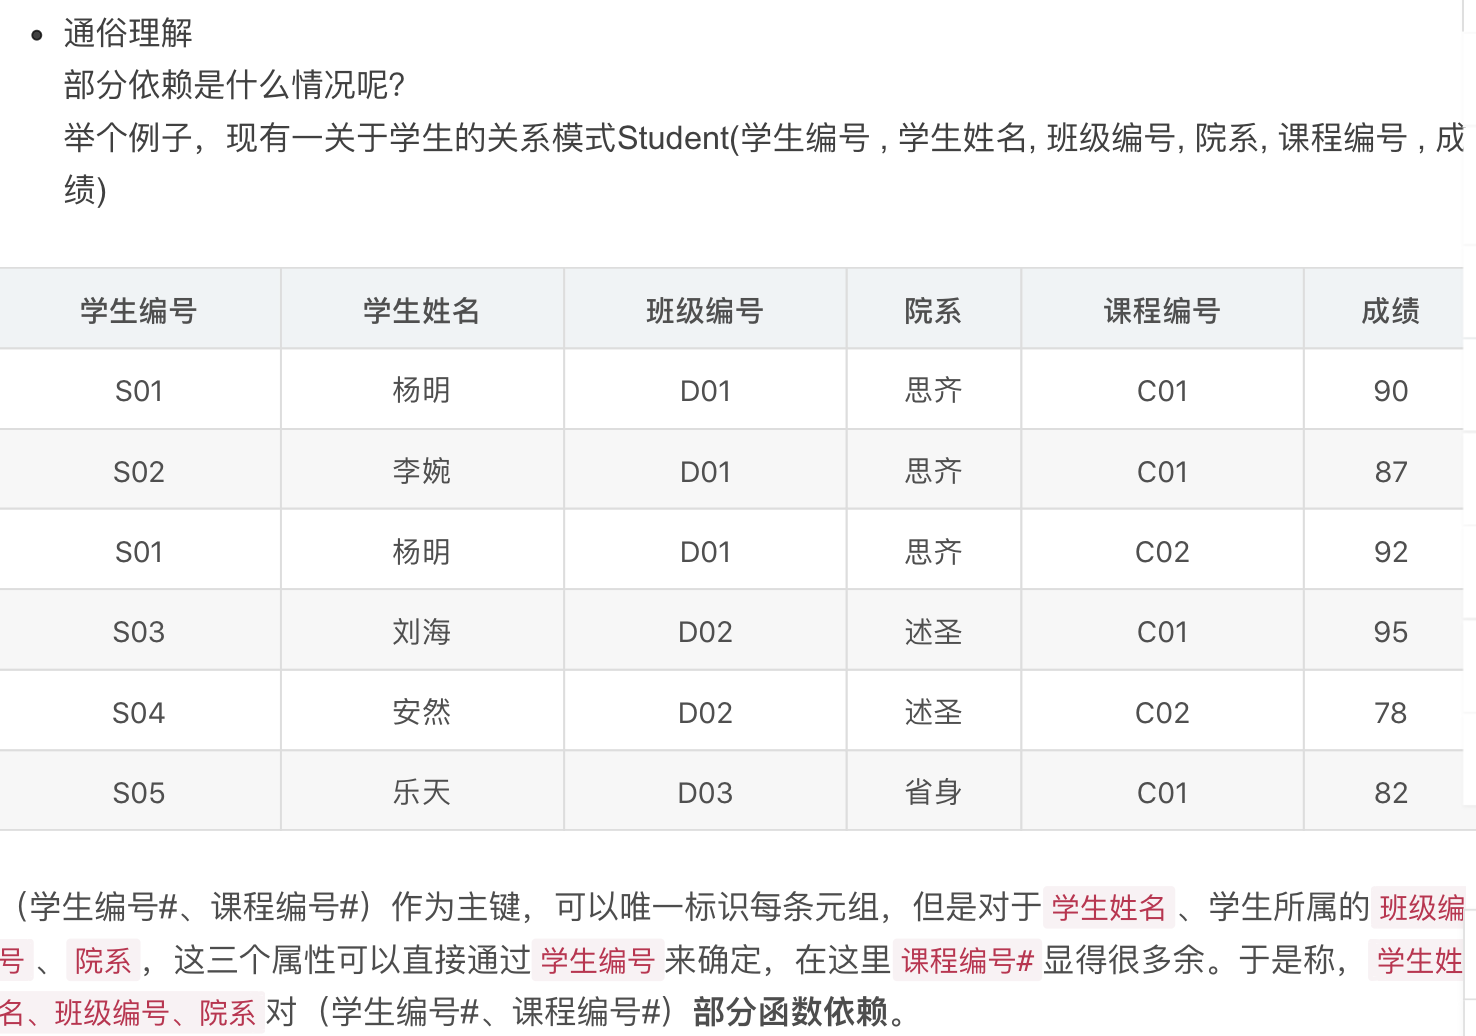 通俗理解
部分依赖是什么情况呢?
举个例子，现有一关于学生的关系模式Student(学生编号 , 学生姓名, 班级编号, 院系, 课程编号 , 成
绩)
学生编号 学生姓名 班级编号 院系 课程编号 成绩
S01 杨明 D01 思齐 C01 90
S02 李婉 D01 思齐 C01 87
S01 杨明 D01 思齐 C02 92
S03 刘海 D02 述圣 C01 95
S04 安然 D02 述圣 C02 78
S05 乐天 D03 省身 C01 82
（学生编号#、课程编号#）作为主键，可以唯一标识每条元组，但是对于 学生姓名 、学生所属的 班级编
号 、 院系 ，这三个属性可以直接通过 学生编号 来确定，在这里 课程编号# 显得很多余。于是称， 学生姓
名、班级编号、院系 对（学生编号#、课程编号#）部分函数依赖。